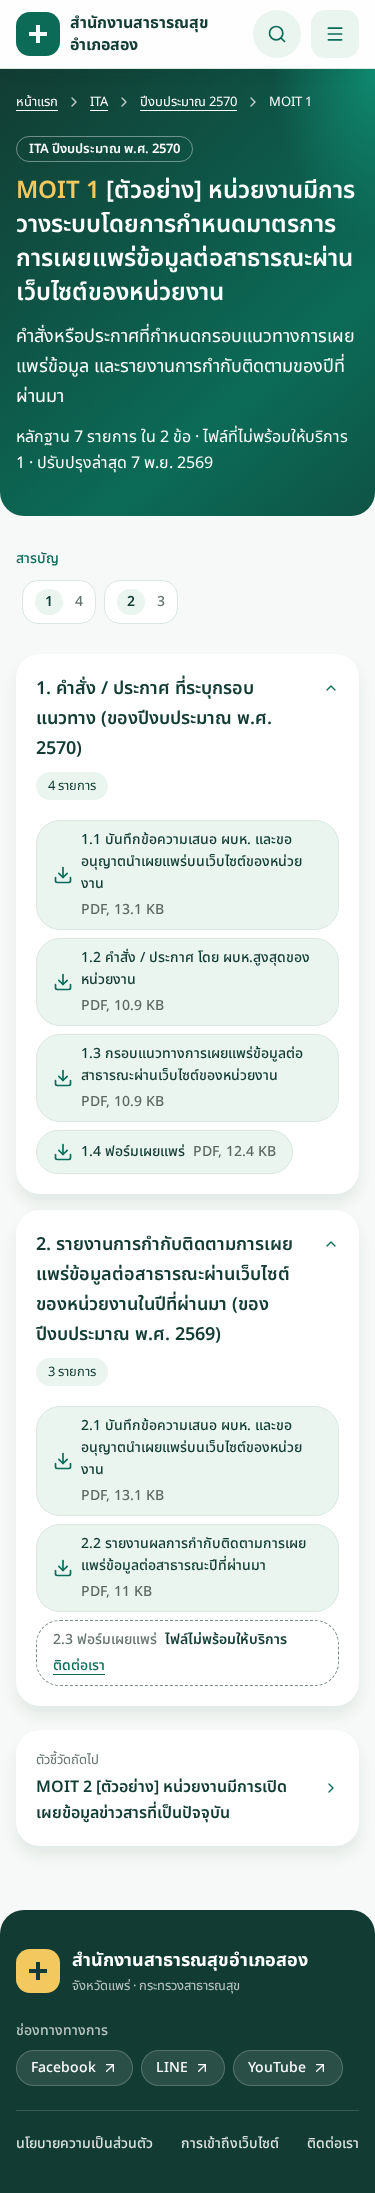 สำนักงานสาธารณสุข
อำเภอสอง
หน้าแรก > ITA > ปีงบประมาณ 2570 > MOIT 1
ITA ปีงบประมาณ พ.ศ. 2570
MOIT 1 [ตัวอย่าง] หน่วยงานมีการ
วางระบบโดยการกำหนดมาตรการ
การเผยแพร่ข้อมูลต่อสาธารณะผ่าน
เว็บไซต์ของหน่วยงาน
คำสั่งหรือประกาศที่กำหนดกรอบแนวทางการเผย
แพร่ข้อมูล และรายงานการกำกับติดตามของปีที่
ผ่านมา
หลักฐาน 7 รายการ ใน 2 ข้อ · ไฟล์ที่ไม่พร้อมให้บริการ
1 · ปรับปรุงล่าสุด 7 พ.ย. 2569
สารบัญ
1 4 2 3
1. คำสั่ง / ประกาศ ที่ระบุกรอบ
แนวทาง (ของปีงบประมาณ พ.ศ.
2570)
4 รายการ
1.1 บันทึกข้อความเสนอ ผบห. และขอ
อนุญาตนำเผยแพร่บนเว็บไซต์ของหน่วย
งาน
PDF, 13.1 KB
1.2 คำสั่ง / ประกาศ โดย ผบห.สูงสุดของ
หน่วยงาน
PDF, 10.9 KB
1.3 กรอบแนวทางการเผยแพร่ข้อมูลต่อ
สาธารณะผ่านเว็บไซต์ของหน่วยงาน
PDF, 10.9 KB
1.4 ฟอร์มเผยแพร่ PDF, 12.4 KB
2. รายงานการกำกับติดตามการเผย
แพร่ข้อมูลต่อสาธารณะผ่านเว็บไซต์
ของหน่วยงานในปีที่ผ่านมา (ของ
ปีงบประมาณ พ.ศ. 2569)
3 รายการ
2.1 บันทึกข้อความเสนอ ผบห. และขอ
อนุญาตนำเผยแพร่บนเว็บไซต์ของหน่วย
งาน
PDF, 13.1 KB
2.2 รายงานผลการกำกับติดตามการเผย
แพร่ข้อมูลต่อสาธารณะปีที่ผ่านมา
PDF, 11 KB
2.3 ฟอร์มเผยแพร่ ไฟล์ไม่พร้อมให้บริการ
ติดต่อเรา
ตัวชี้วัดถัดไป
MOIT 2 [ตัวอย่าง] หน่วยงานมีการเปิด
เผยข้อมูลข่าวสารที่เป็นปัจจุบัน
สำนักงานสาธารณสุขอำเภอสอง
จังหวัดแพร่ · กระทรวงสาธารณสุข
ช่องทางทางการ
Facebook LINE YouTube
นโยบายความเป็นส่วนตัว การเข้าถึงเว็บไซต์ ติดต่อเรา